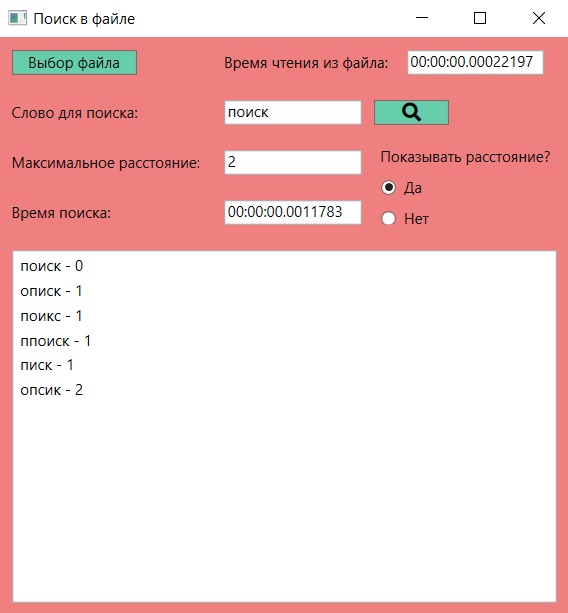 Поиск в файле
Выбор файла
Время чтения из файла:
00:00:00.00022197
Слово для поиска:
поиск
Максимальное расстояние:
2
Показывать расстояние?
Да
Время поиска:
00:00:00.0011783
Нет
поиск - 0
описк - 1
поикс - 1
ппоиск - 1
писк - 1
опсик - 2